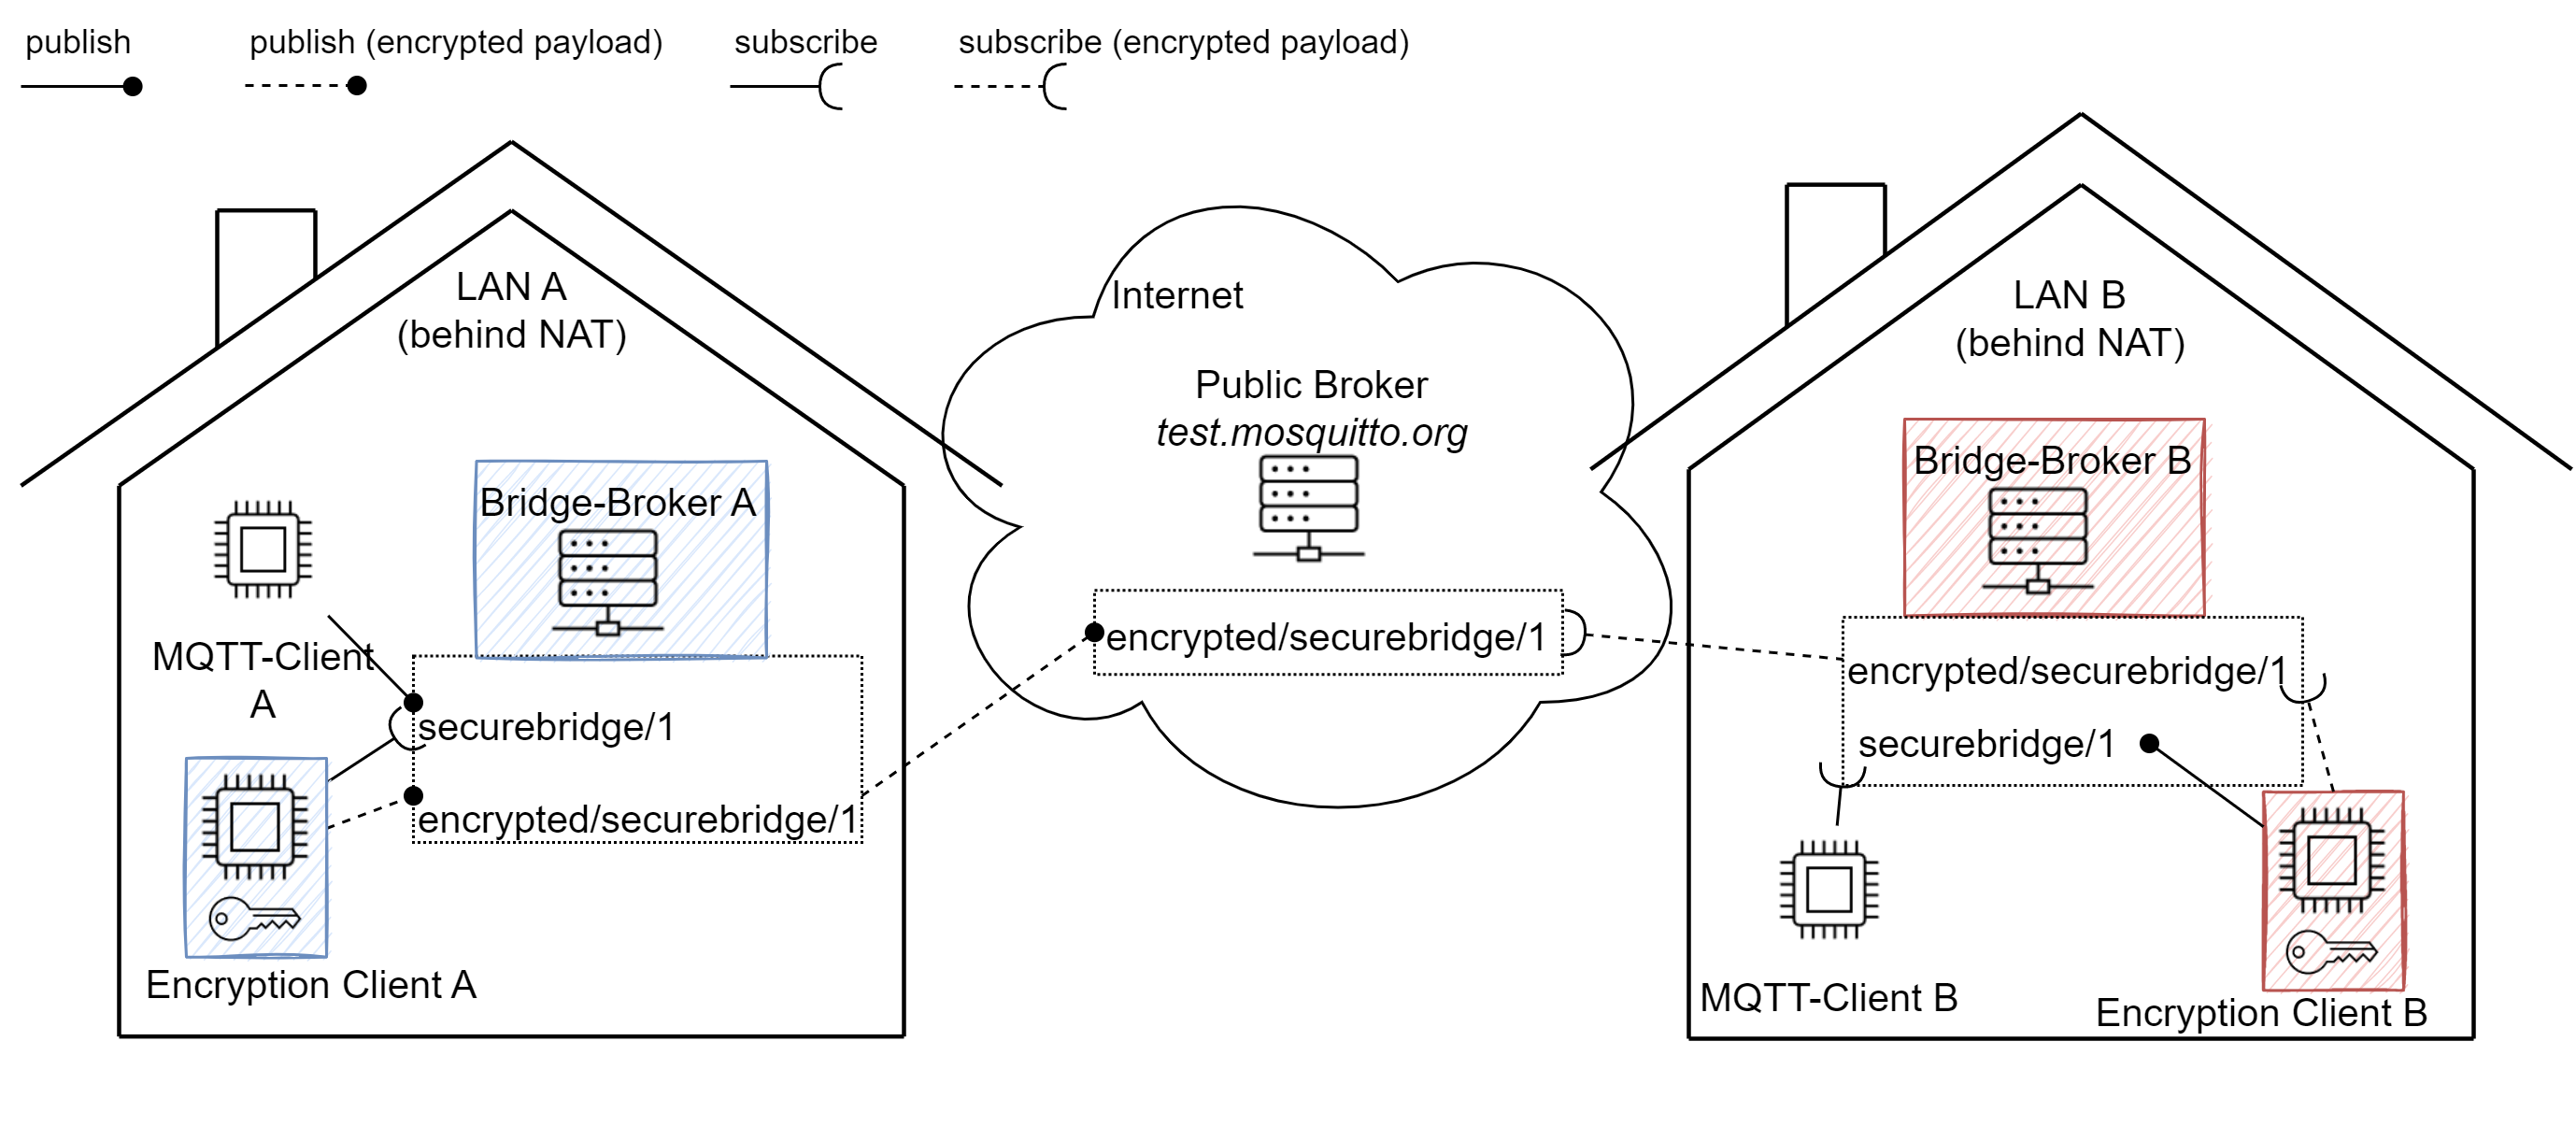 publish
publish (encrypted payload)
subscribe
subscribe (encrypted payload)
LAN A
(behind NAT)
Bridge-Broker A
MQTT-Client
A
securebridge/1
encrypted/securebridge/1
Encryption Client A
Internet
Public Broker
test.mosquitto.org
encrypted/securebridge/1
LAN B
(behind NAT)
Bridge-Broker B
encrypted/securebridge/1
securebridge/1
MQTT-Client B
Encryption Client B